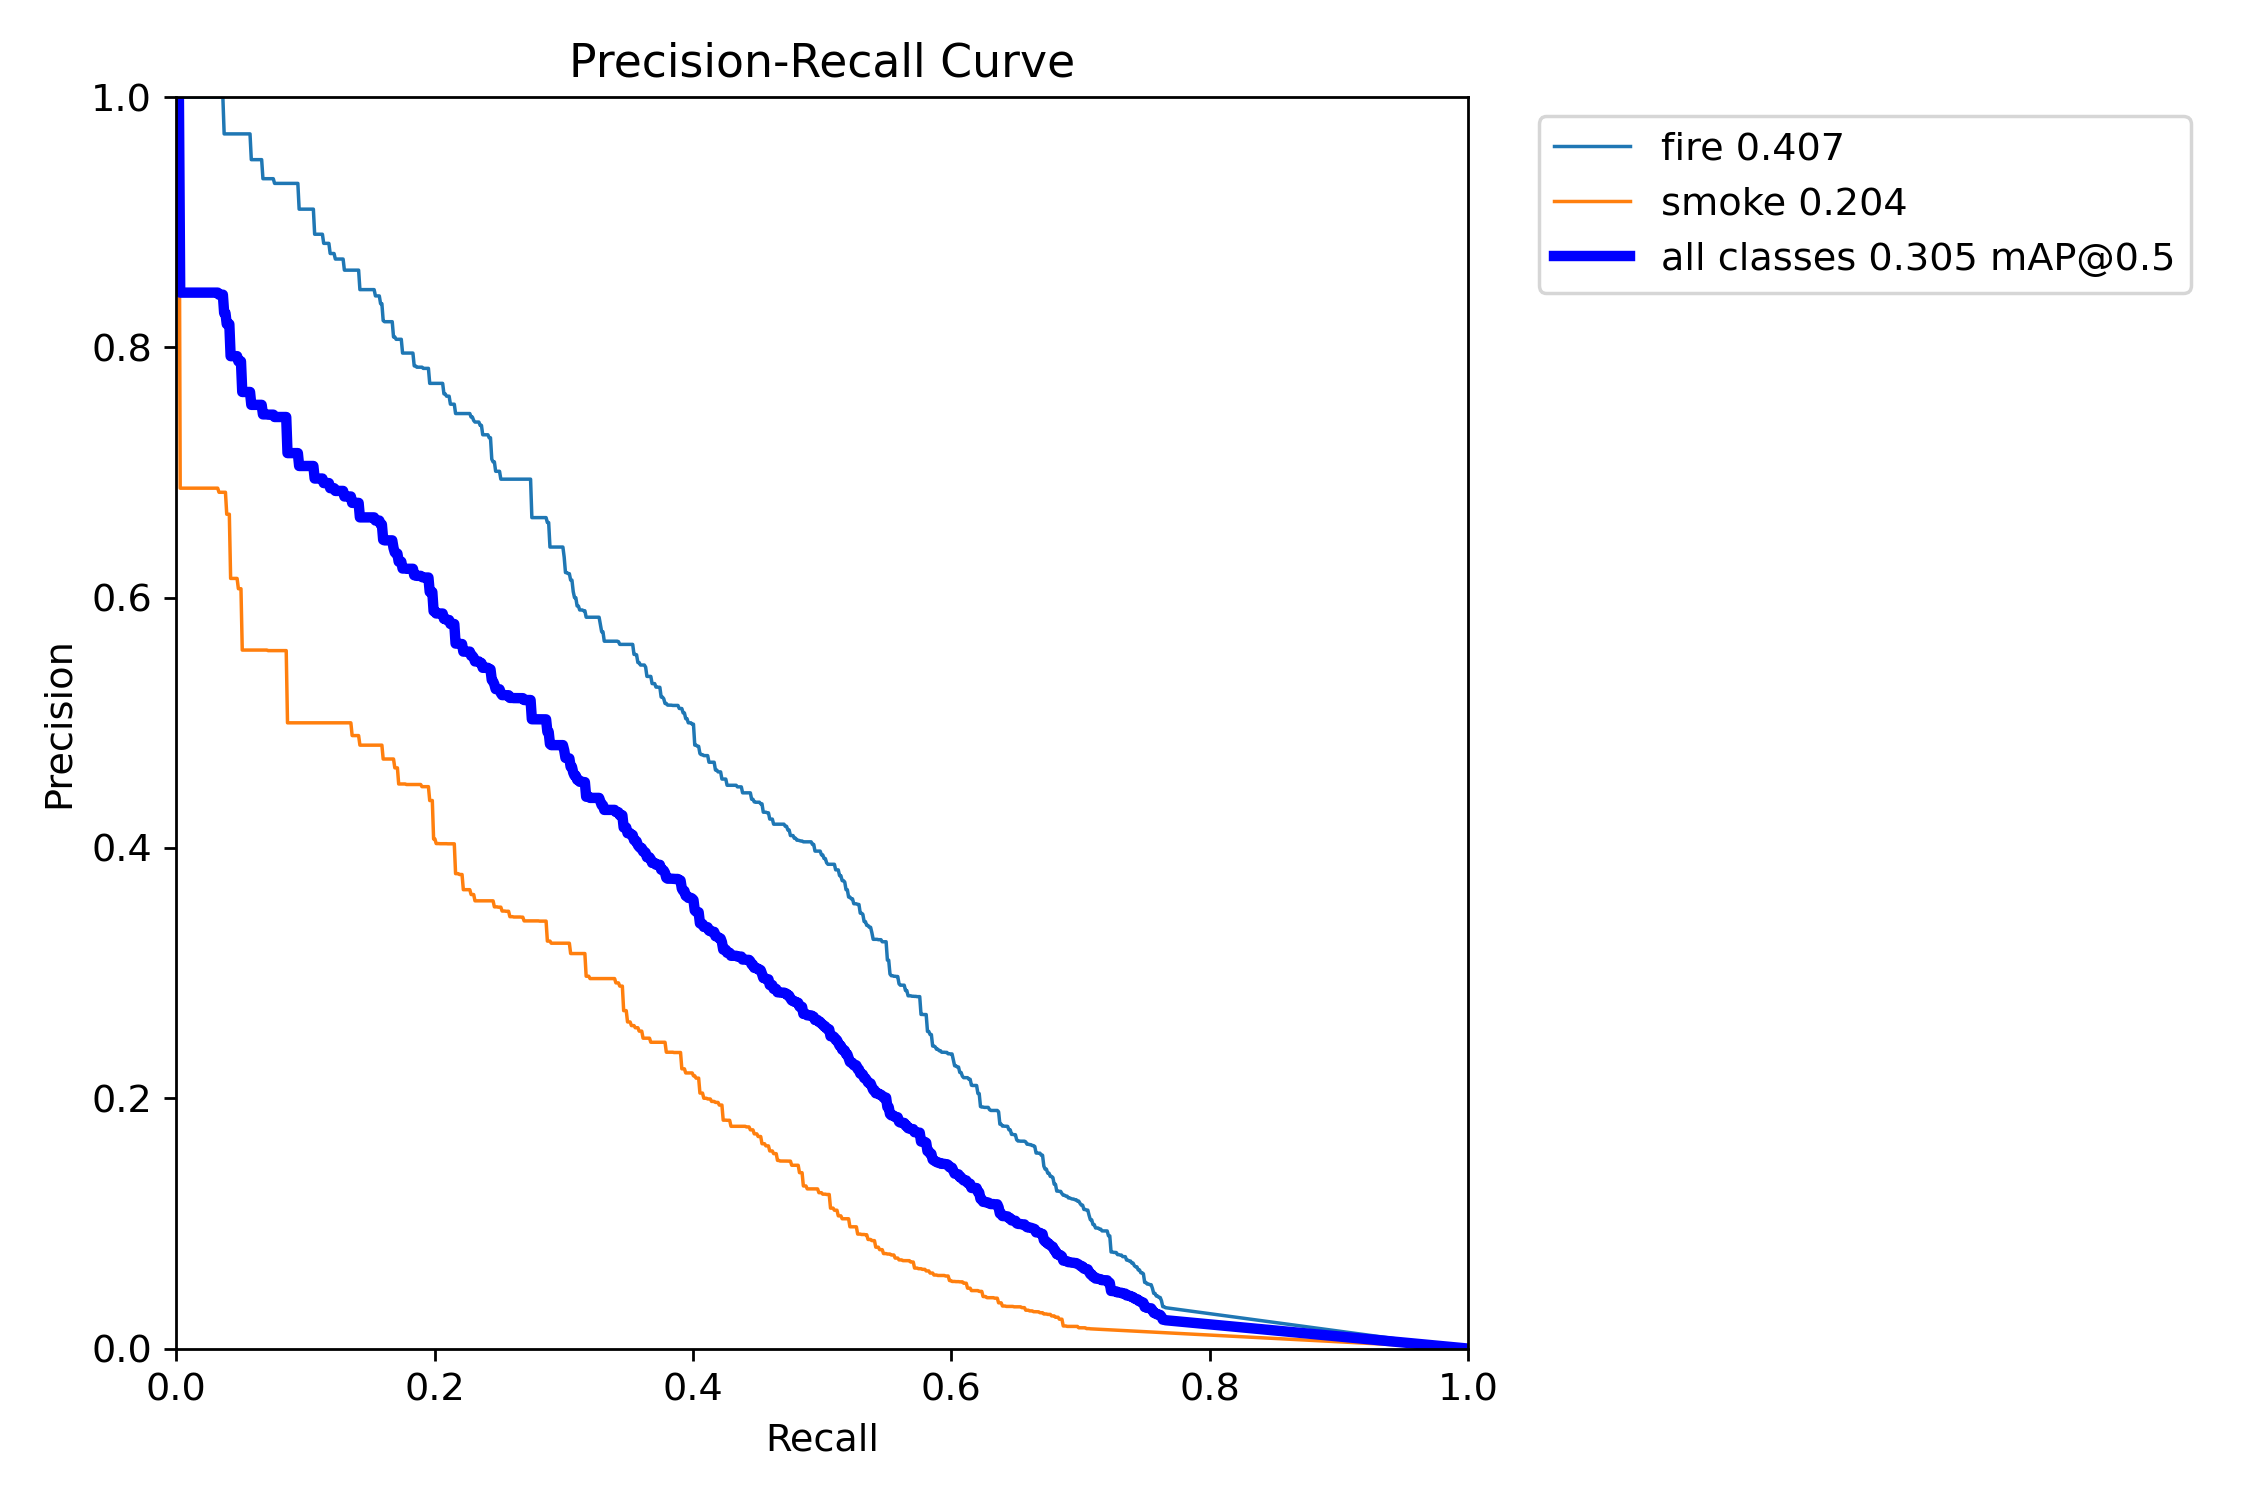 Precision-Recall Curve
1.0
0.8
0.6
0.4
0.2
0.0
Precision
0.0 0.2 0.4 0.6 0.8 1.0
Recall
fire 0.407
smoke 0.204
all classes 0.305 mAP@0.5